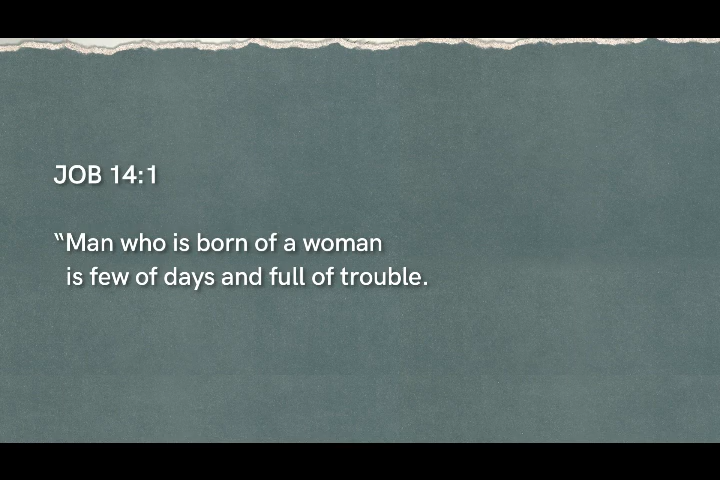 JOB 14:1
“Man who is born of a woman
is few of days and full of trouble.